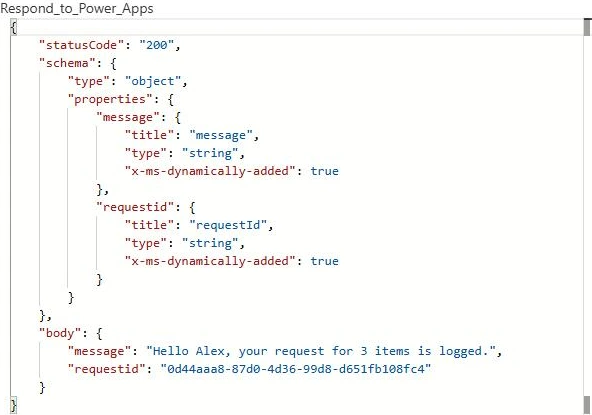 Respond_to_Power_Apps
{
"statusCode": "200",
"schema": {
"type": "object",
"properties": {
"message": {
"title": "message",
"type": "string",
"x-ms-dynamically-added": true
},
"requestid": {
"title": "requestId",
"type": "string",
"x-ms-dynamically-added": true
}
}
},
"body": {
"message": "Hello Alex, your request for 3 items is logged.",
"requestid": "0d44aaa8-87d0-4d36-99d8-d651fb108fc4"
}
}